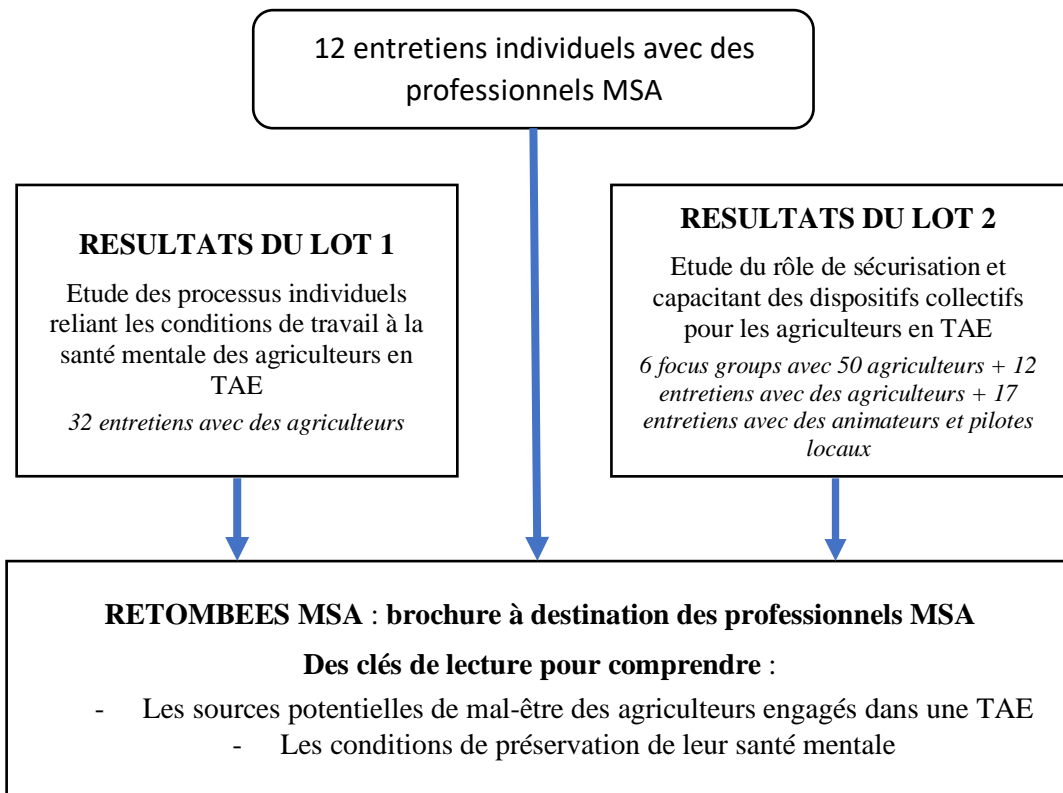 12 entretiens individuels avec des
professionnels MSA
RESULTATS DU LOT 1
Etude des processus individuels
reliant les conditions de travail à la
santé mentale des agriculteurs en
TAE
32 entretiens avec des agriculteurs
RESULTATS DU LOT 2
Etude du rôle de sécurisation et
capacitant des dispositifs collectifs
pour les agriculteurs en TAE
6 focus groups avec 50 agriculteurs + 12
entretiens avec des agriculteurs + 17
entretiens avec des animateurs et pilotes
locaux
RETOMBEES MSA : brochure à destination des professionnels MSA
Des clés de lecture pour comprendre :
- Les sources potentielles de mal-être des agriculteurs engagés dans une TAE
- Les conditions de préservation de leur santé mentale